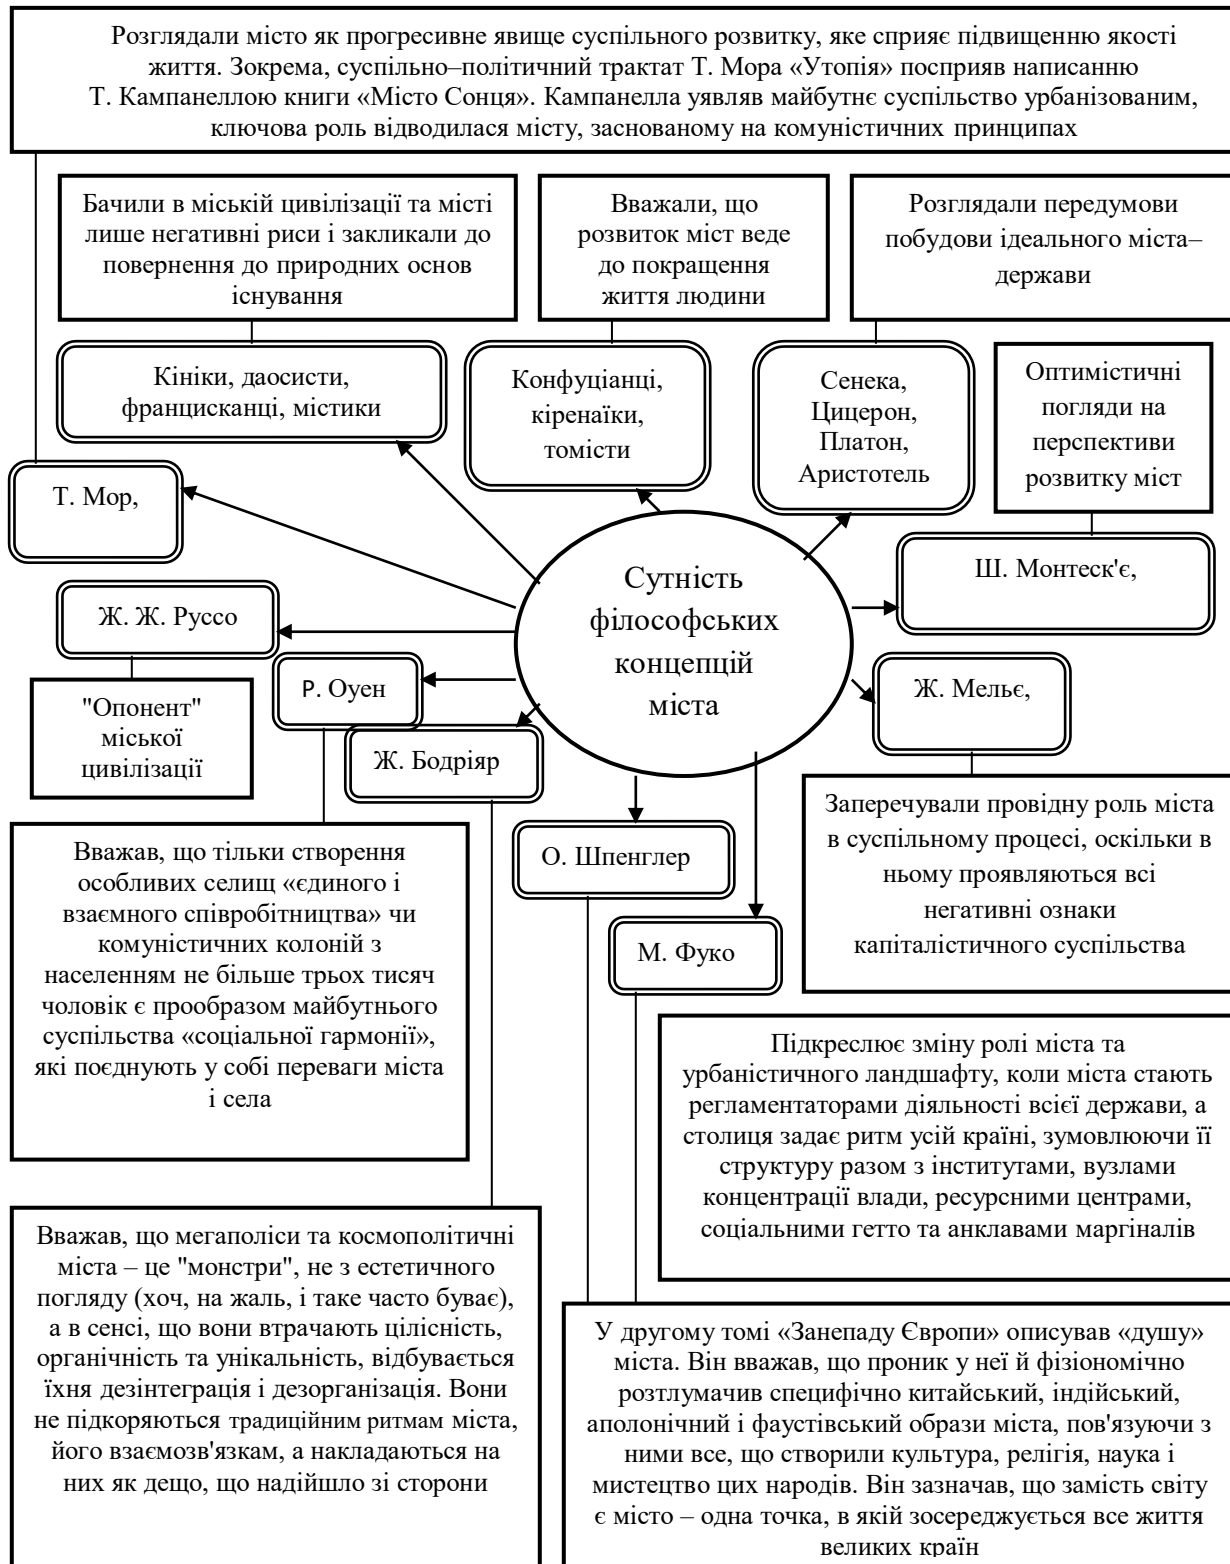 Розглядали місто як прогресивне явище суспільного розвитку, яке сприяє підвищенню якості
життя. Зокрема, суспільно–політичний трактат Т. Мора «Утопія» посприяв написанню
Т. Кампанеллою книги «Місто Сонця». Кампанелла уявляв майбутнє суспільство урбанізованим,
ключова роль відводилася місту, заснованому на комуністичних принципах
Бачили в міській цивілізації та місті
лише негативні риси і закликали до
повернення до природних основ
існування
Вважали, що
розвиток міст веде
до покращення
життя людини
Розглядали передумови
побудови ідеального міста–
держави
Кініки, даосисти,
францисканці, містики
Конфуціанці,
кіренаїки,
томісти
Сенека,
Цицерон,
Платон,
Аристотель
Оптимістичні
погляди на
перспективи
розвитку міст
Т. Мор,
Ш. Монтеск'є,
Сутність
філософських
концепцій
міста
Ж. Ж. Руссо
Р. Оуен
Ж. Мельє,
"Опонент"
міської
цивілізації
Ж. Бодріяр
О. Шпенглер
М. Фуко
Заперечували провідну роль міста
в суспільному процесі, оскільки в
ньому проявляються всі
негативні ознаки
капіталістичного суспільства
Вважав, що тільки створення
особливих селищ «єдиного і
взаємного співробітництва» чи
комуністичних колоній з
населенням не більше трьох тисяч
чоловік є прообразом майбутнього
суспільства «соціальної гармонії»,
які поєднують у собі переваги міста
і села
Підкреслює зміну ролі міста та
урбаністичного ландшафту, коли міста стають
регламентаторами діяльності всієї держави, а
столиця задає ритм усій країні, зумовлюючи її
структуру разом з інститутами, вузлами
концентрації влади, ресурсними центрами,
соціальними гетто та анклавами маргіналів
Вважав, що мегаполіси та космополітичні
міста – це "монстри", не з естетичного
погляду (хоч, на жаль, і таке часто буває),
а в сенсі, що вони втрачають цілісність,
органічність та унікальність, відбувається
їхня дезінтеграція і дезорганізація. Вони
не підкоряються традиційним ритмам міста,
його взаємозв'язкам, а накладаються на
них як дещо, що надійшло зі сторони
У другому томі «Занепаду Європи» описував «душу»
міста. Він вважав, що проник у неї й фізіономічно
розтлумачив специфічно китайський, індійський,
аполонічний і фаустівський образи міста, пов'язуючи з
ними все, що створили культура, релігія, наука і
мистецтво цих народів. Він зазначав, що замість світу
є місто – одна точка, в якій зосереджується все життя
великих країн